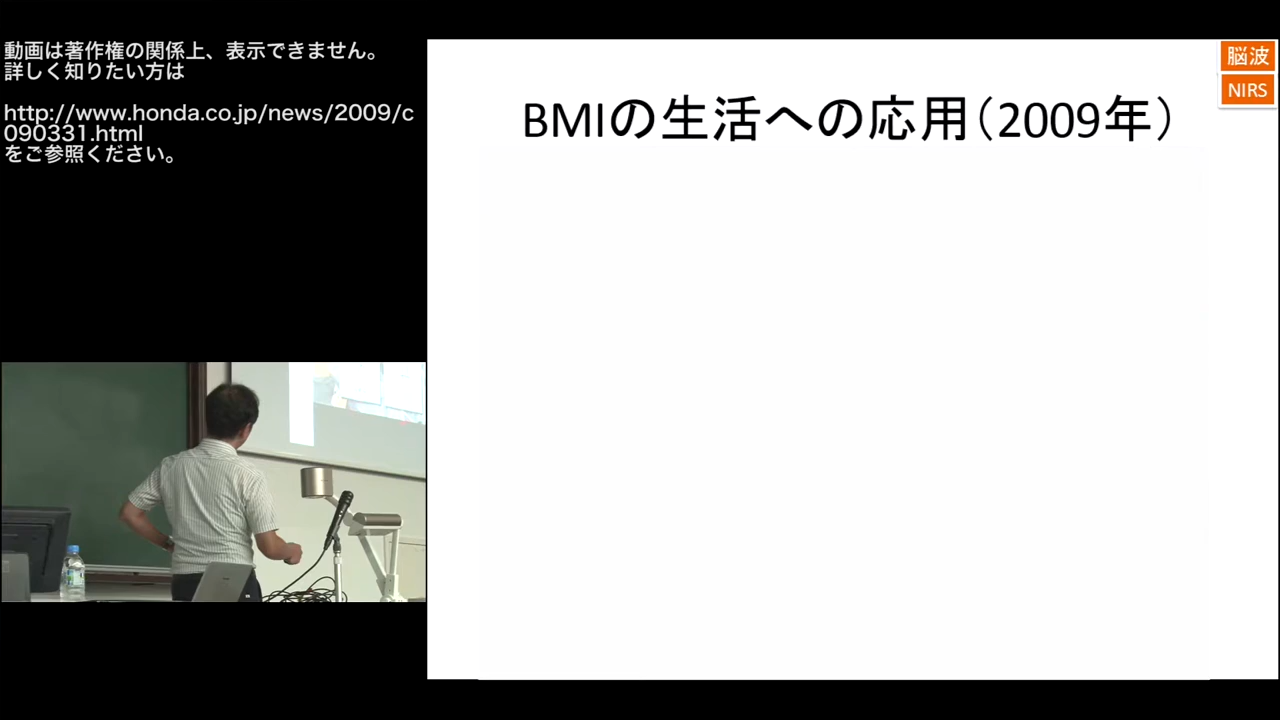 動画は著作権の関係上、表示できません。
詳しく知りたい方は
http://www.honda.co.jp/news/2009/c
090331.html
をご参照ください。
BMIの生活への応用(2009年)
脳波
NIRS